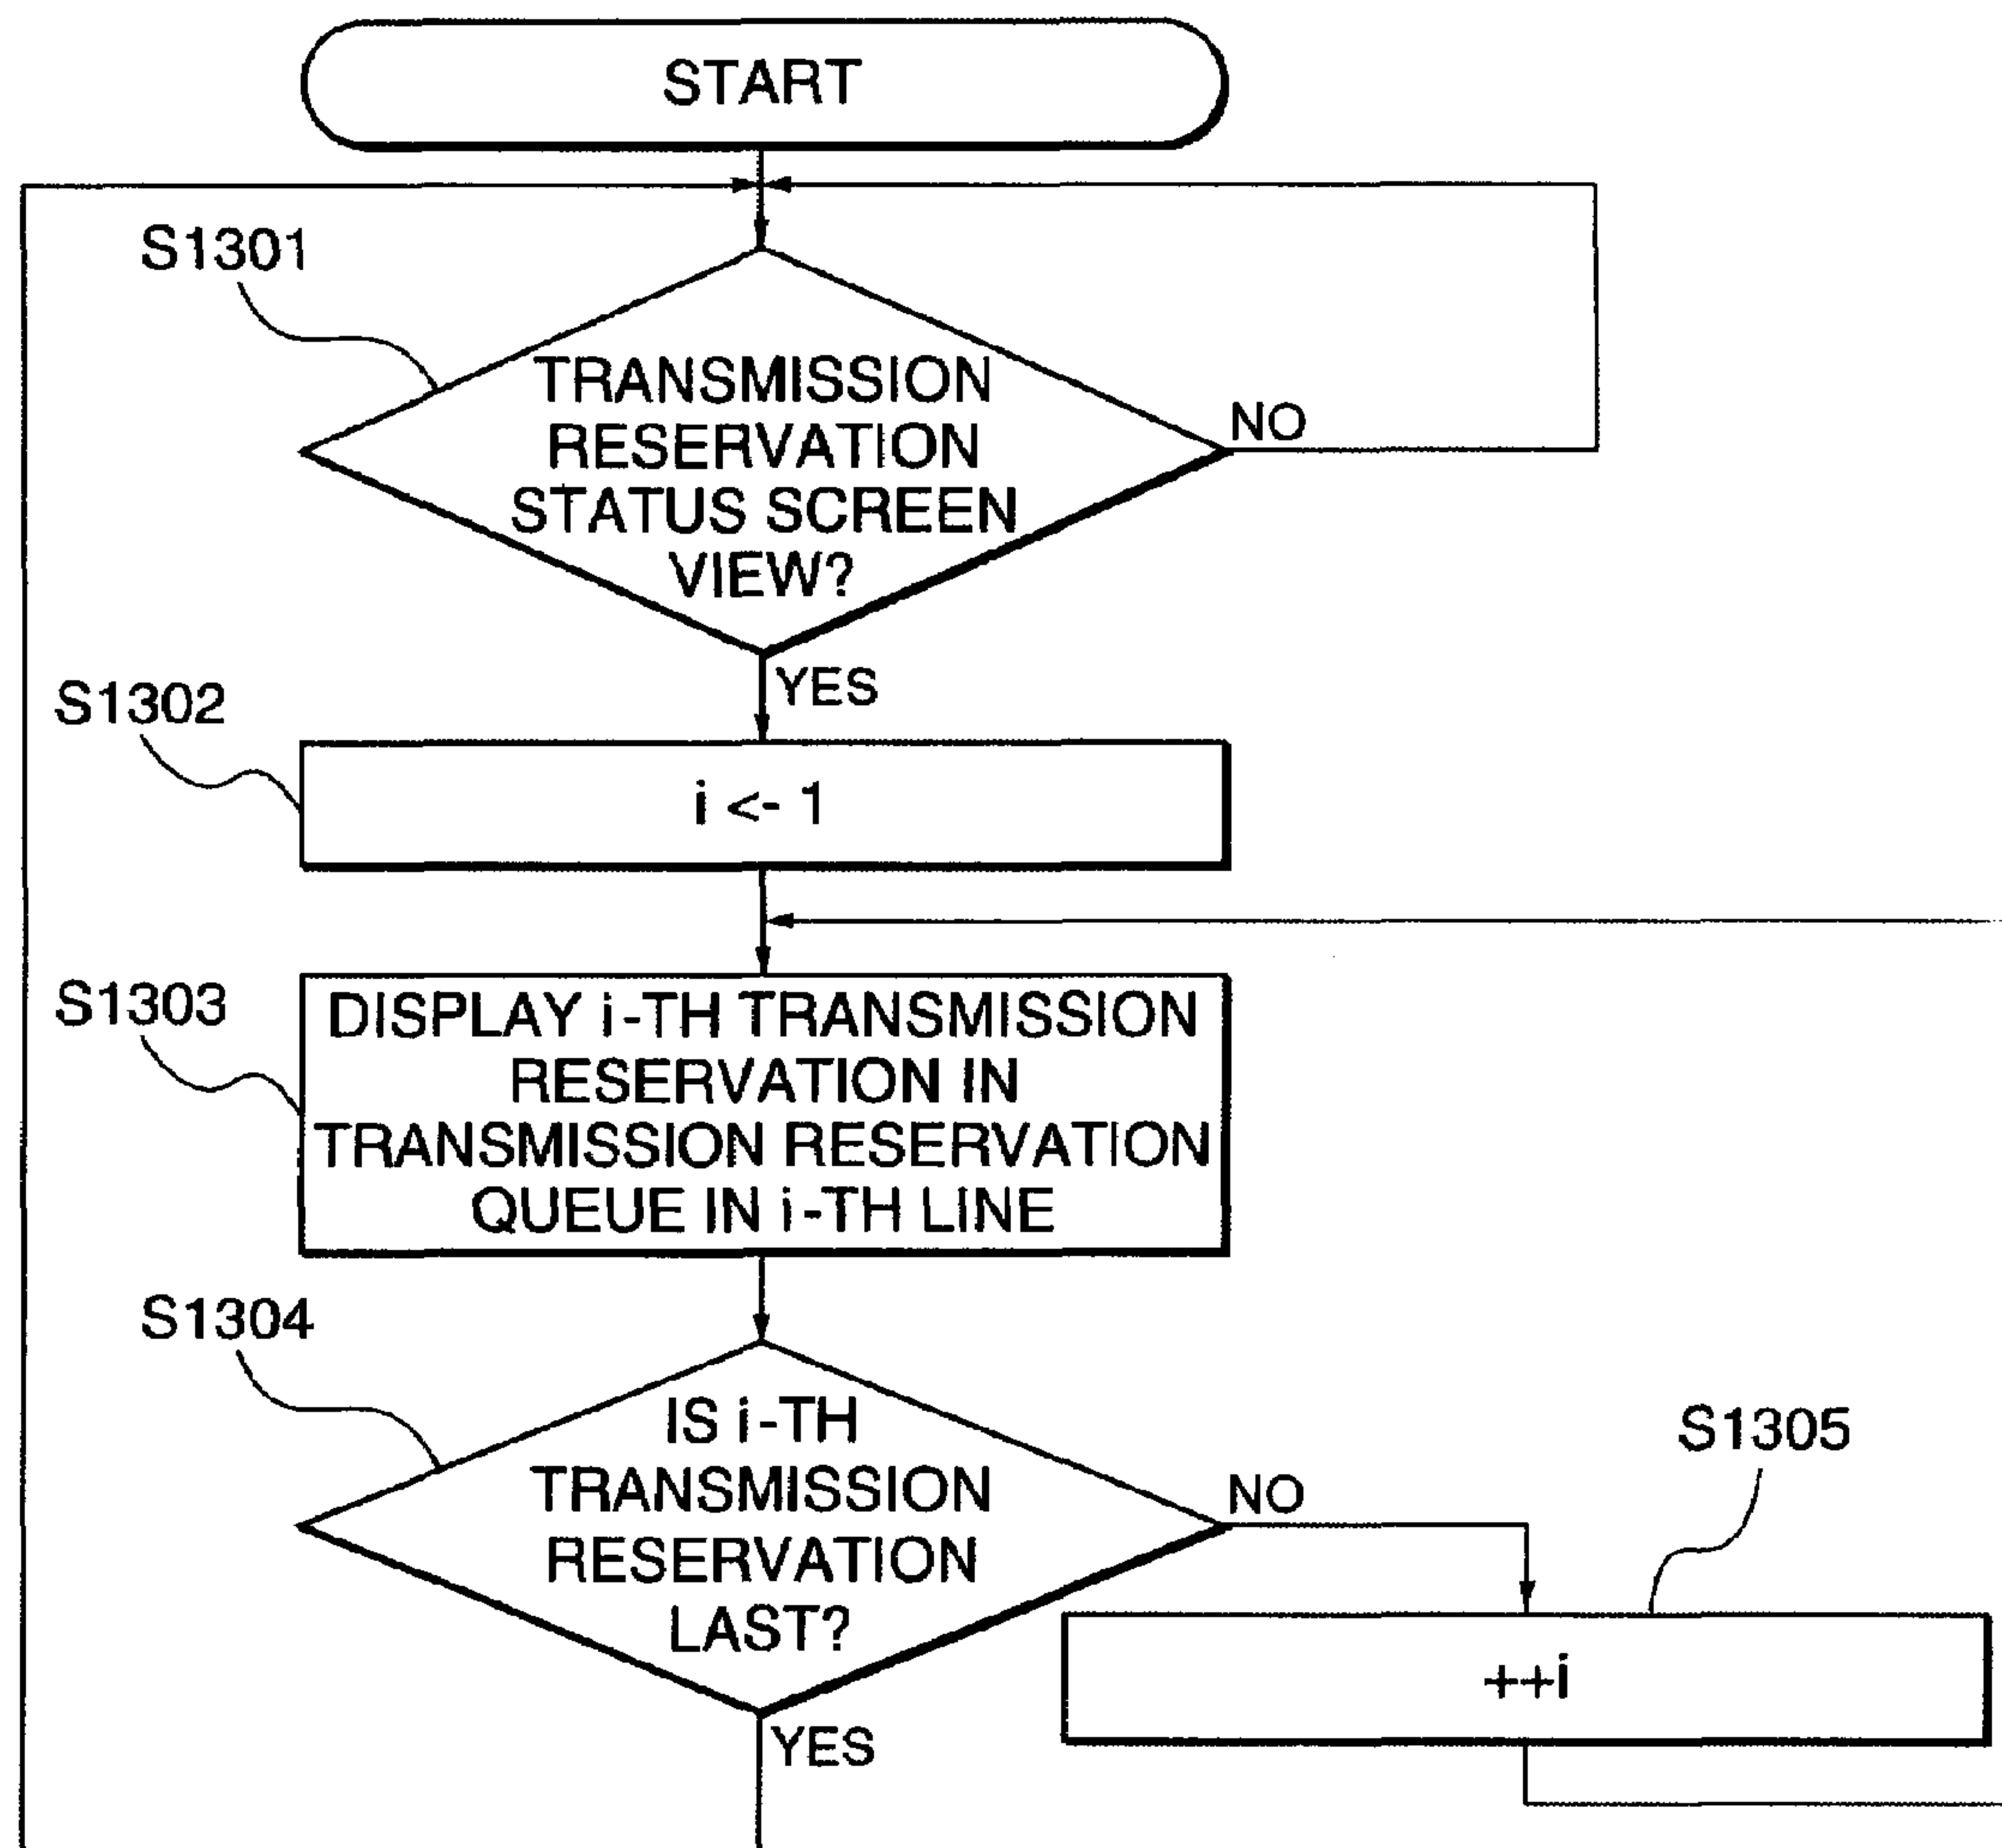 START
S1301
TRANSMISSION
RESERVATION
STATUS SCREEN
VIEW?
NO
YES
S1302
i <- 1
S1303
DISPLAY i-TH TRANSMISSION
RESERVATION IN
TRANSMISSION RESERVATION
QUEUE IN i-TH LINE
S1304
IS i-TH
TRANSMISSION
RESERVATION
LAST?
NO
S1305
++i
YES